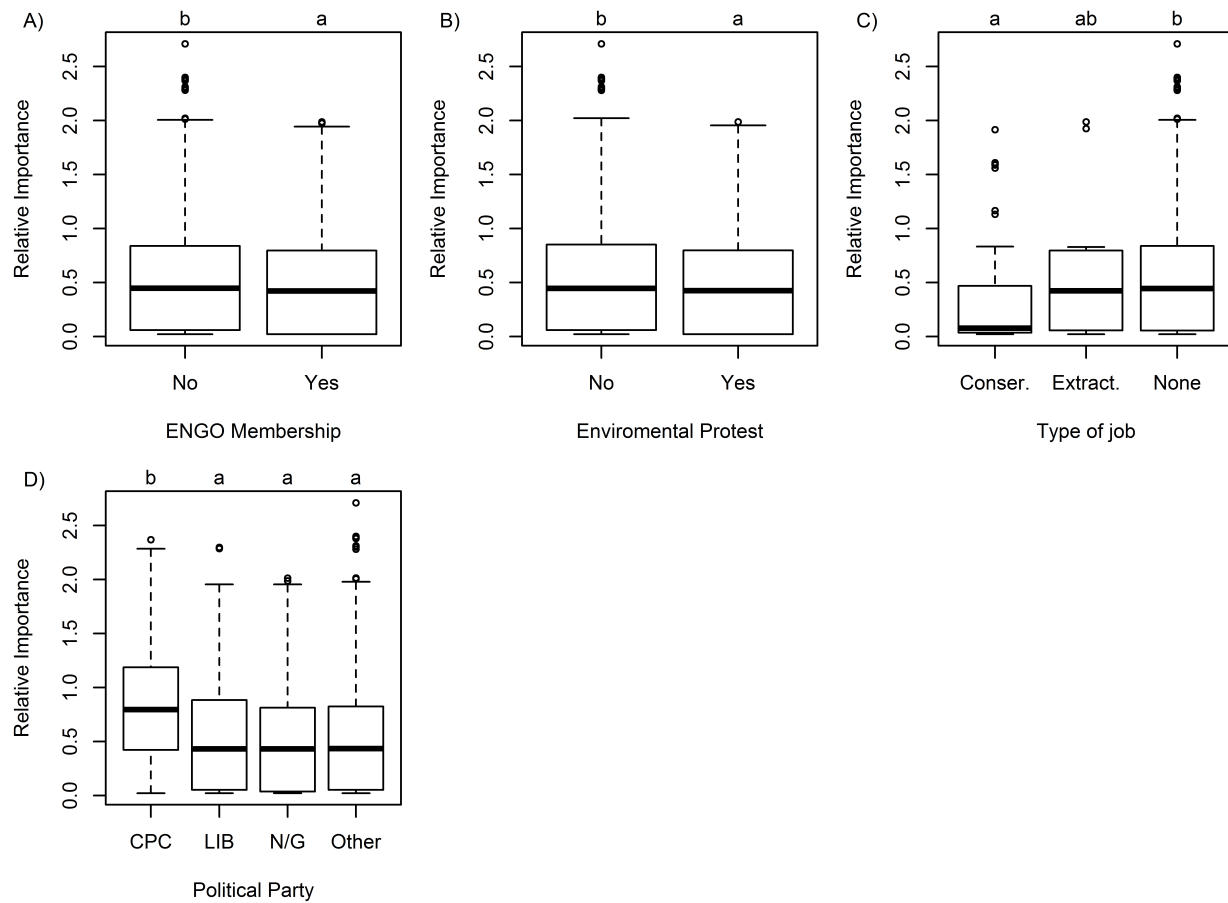 A)
b a
Relative Importance
2.5
2.0
1.5
1.0
0.5
0.0
No Yes
ENGO Membership
B)
b a
Relative Importance
2.5
2.0
1.5
1.0
0.5
0.0
No Yes
Enviromental Protest
C)
a ab b
Relative Importance
2.5
2.0
1.5
1.0
0.5
0.0
Conser. Extract. None
Type of job
D)
b a a a
Relative Importance
2.5
2.0
1.5
1.0
0.5
0.0
CPC LIB N/G Other
Political Party